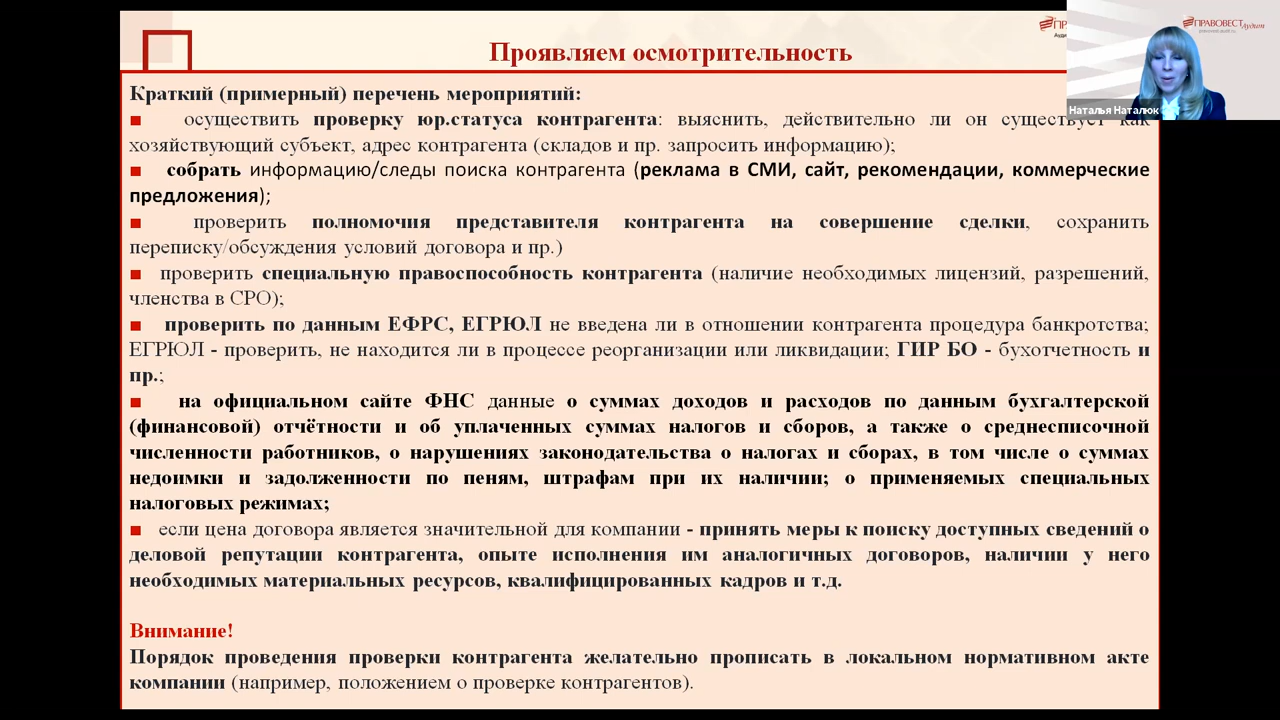 Проявляем осмотрительность
ПРАВОВЕСТ Аудит
pravovest-audit.ru
Наталья Наталюк
Краткий (примерный) перечень мероприятий:
■ осуществить проверку юр.статуса контрагента: выяснить, действительно ли он существует как
хозяйствующий субъект, адрес контрагента (складов и пр. запросить информацию);
■ собрать информацию/следы поиска контрагента (реклама в СМИ, сайт, рекомендации, коммерческие
предложения);
■ проверить полномочия представителя контрагента на совершение сделки, сохранить
переписку/обсуждения условий договора и пр.)
■ проверить специальную правоспособность контрагента (наличие необходимых лицензий, разрешений,
членства в СРО);
■ проверить по данным ЕФРС, ЕГРЮЛ не введена ли в отношении контрагента процедура банкротства;
ЕГРЮЛ - проверить, не находится ли в процессе реорганизации или ликвидации; ГИР БО - бухотчетность и
пр.;
■ на официальном сайте ФНС данные о суммах доходов и расходов по данным бухгалтерской
(финансовой) отчётности и об уплаченных суммах налогов и сборов, а также о среднесписочной
численности работников, о нарушениях законодательства о налогах и сборах, в том числе о суммах
недоимки и задолженности по пеням, штрафам при их наличии; о применяемых специальных
налоговых режимах;
■ если цена договора является значительной для компании - принять меры к поиску доступных сведений о
деловой репутации контрагента, опыте исполнения им аналогичных договоров, наличии у него
необходимых материальных ресурсов, квалифицированных кадров и т.д.
Внимание!
Порядок проведения проверки контрагента желательно прописать в локальном нормативном акте
компании (например, положением о проверке контрагентов).